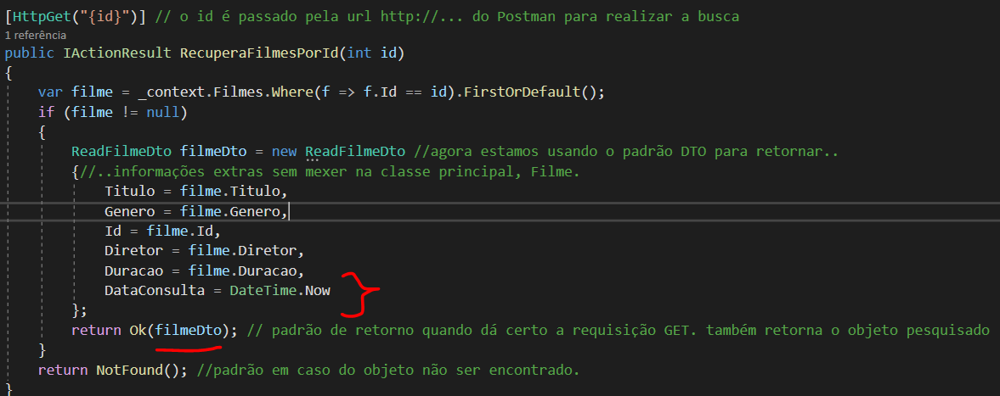 [HttpGet("{id}")] // o id é passado pela url http://... do Postman para realizar a busca
1 referência
public IActionResult RecuperaFilmesPorId(int id)
{
var filme = _context.Filmes.Where(f => f.Id == id).FirstOrDefault();
if (filme != null)
{
ReadFilmeDto filmeDto = new ReadFilmeDto //agora estamos usando o padrão DTO para retornar..
{//..informações extras sem mexer na classe principal, Filme.
Titulo = filme.Titulo,
Genero = filme.Genero,
Id = filme.Id,
Diretor = filme.Diretor,
Duracao = filme.Duracao,
DataConsulta = DateTime.Now
};
return Ok(filmeDto); // padrão de retorno quando dá certo a requisição GET. também retorna o objeto pesquisado
}
return NotFound(); //padrão em caso do objeto não ser encontrado.
}